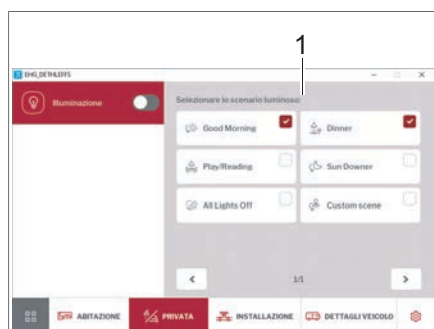 1
ENG_DETHLEFFS
Illuminazione
Selezionare lo scenario luminoso:
Good Morning
Dinner
Play/Reading
Sun Downer
All Lights Off
Custom scene
1/1
ABITAZIONE
PRIVATA
INSTALLAZIONE
DETTAGLI VEICOLO